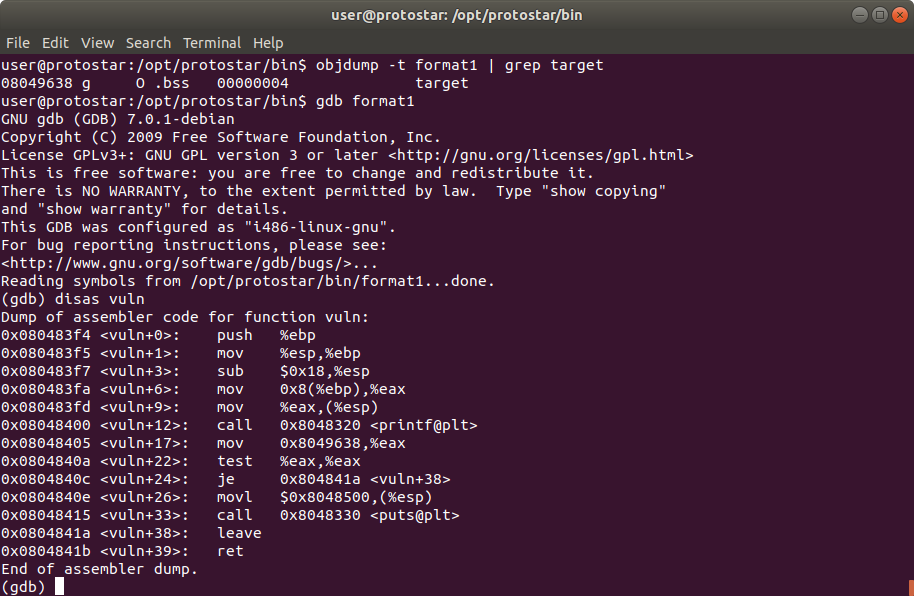 user@protostar: /opt/protostar/bin
File Edit View Search Terminal Help
user@protostar:/opt/protostar/bin$ objdump -t format1 | grep target
08049638 g     O .bss   00000004              target
user@protostar:/opt/protostar/bin$ gdb format1
GNU gdb (GDB) 7.0.1-debian
Copyright (C) 2009 Free Software Foundation, Inc.
License GPLv3+: GNU GPL version 3 or later <http://gnu.org/licenses/gpl.html>
This is free software: you are free to change and redistribute it.
There is NO WARRANTY, to the extent permitted by law.  Type "show copying"
and "show warranty" for details.
This GDB was configured as "i486-linux-gnu".
For bug reporting instructions, please see:
<http://www.gnu.org/software/gdb/bugs/>...
Reading symbols from /opt/protostar/bin/format1...done.
(gdb) disas vuln
Dump of assembler code for function vuln:
0x080483f4 <vuln+0>:    push   %ebp
0x080483f5 <vuln+1>:    mov    %esp,%ebp
0x080483f7 <vuln+3>:    sub    $0x18,%esp
0x080483fa <vuln+6>:    mov    0x8(%ebp),%eax
0x080483fd <vuln+9>:    mov    %eax,(%esp)
0x08048400 <vuln+12>:   call   0x8048320 <printf@plt>
0x08048405 <vuln+17>:   mov    0x8049638,%eax
0x0804840a <vuln+22>:   test   %eax,%eax
0x0804840c <vuln+24>:   je     0x804841a <vuln+38>
0x0804840e <vuln+26>:   movl   $0x8048500,(%esp)
0x08048415 <vuln+33>:   call   0x8048330 <puts@plt>
0x0804841a <vuln+38>:   leave
0x0804841b <vuln+39>:   ret
End of assembler dump.
(gdb)